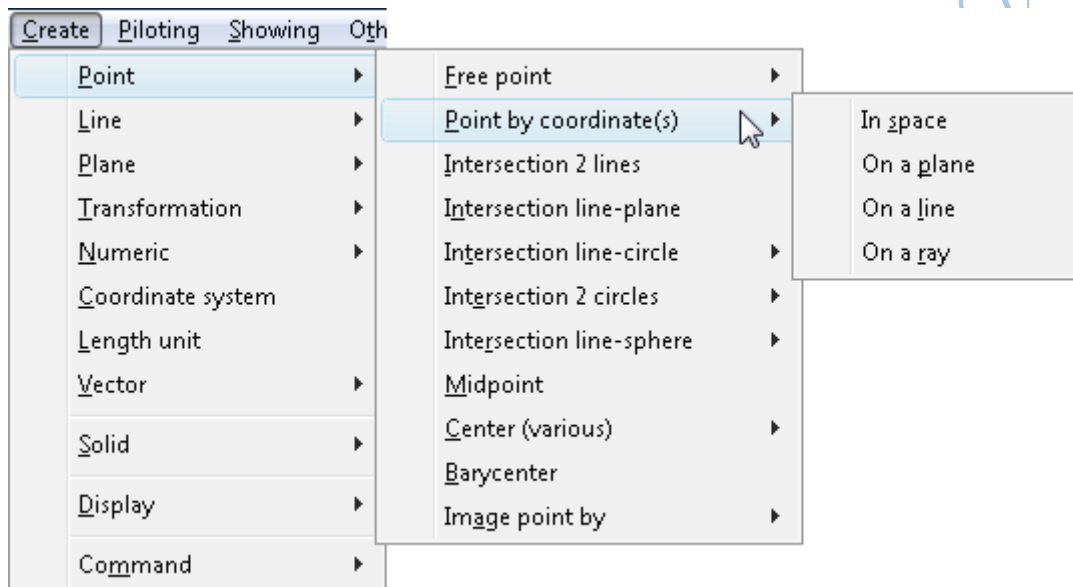 Create Piloting Showing Oth
Point
Line
Plane
Transformation
Numeric
Coordinate system
Length unit
Vector
Solid
Display
Command
Free point
Point by coordinate(s)
Intersection 2 lines
Intersection line-plane
Intersection line-circle
Intersection 2 circles
Intersection line-sphere
Midpoint
Center (various)
Barycenter
Image point by
In space
On a plane
On a line
On a ray